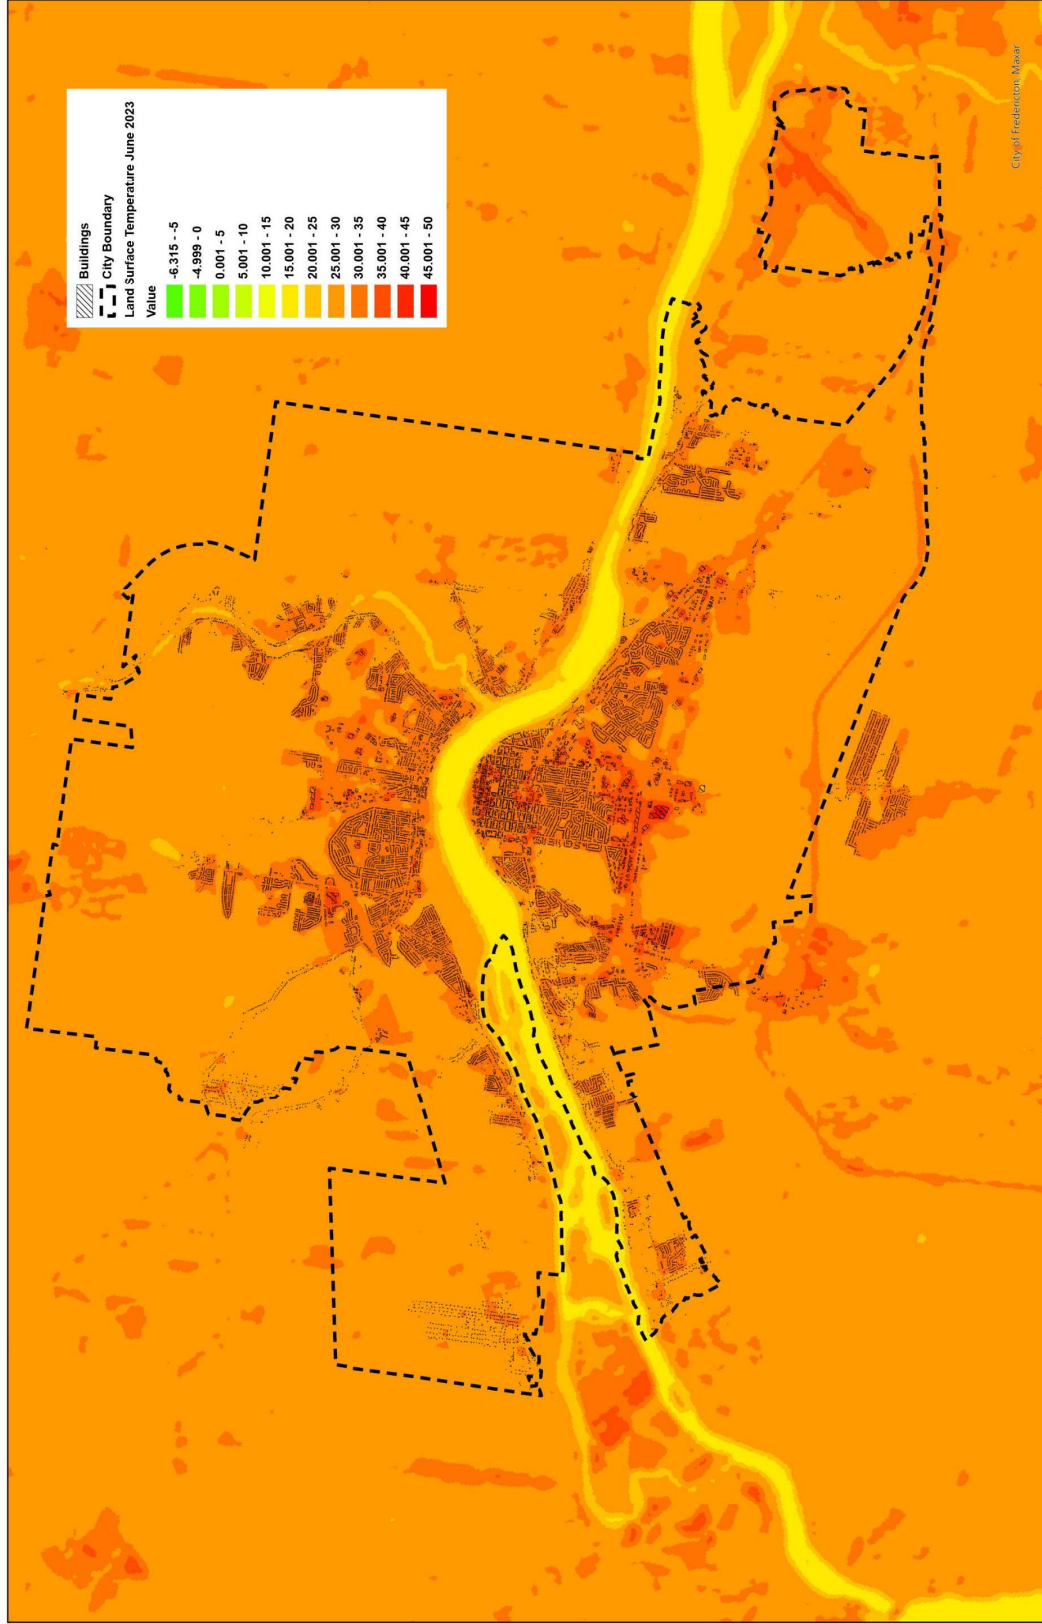 Buildings
City Boundary
Land Surface Temperature June 2023
Value
-6.315 - -5
-4.999 - 0
0.001 - 5
5.001 - 10
10.001 - 15
15.001 - 20
20.001 - 25
25.001 - 30
30.001 - 35
35.001 - 40
40.001 - 45
45.001 - 50
City of Fredericton, Maxar